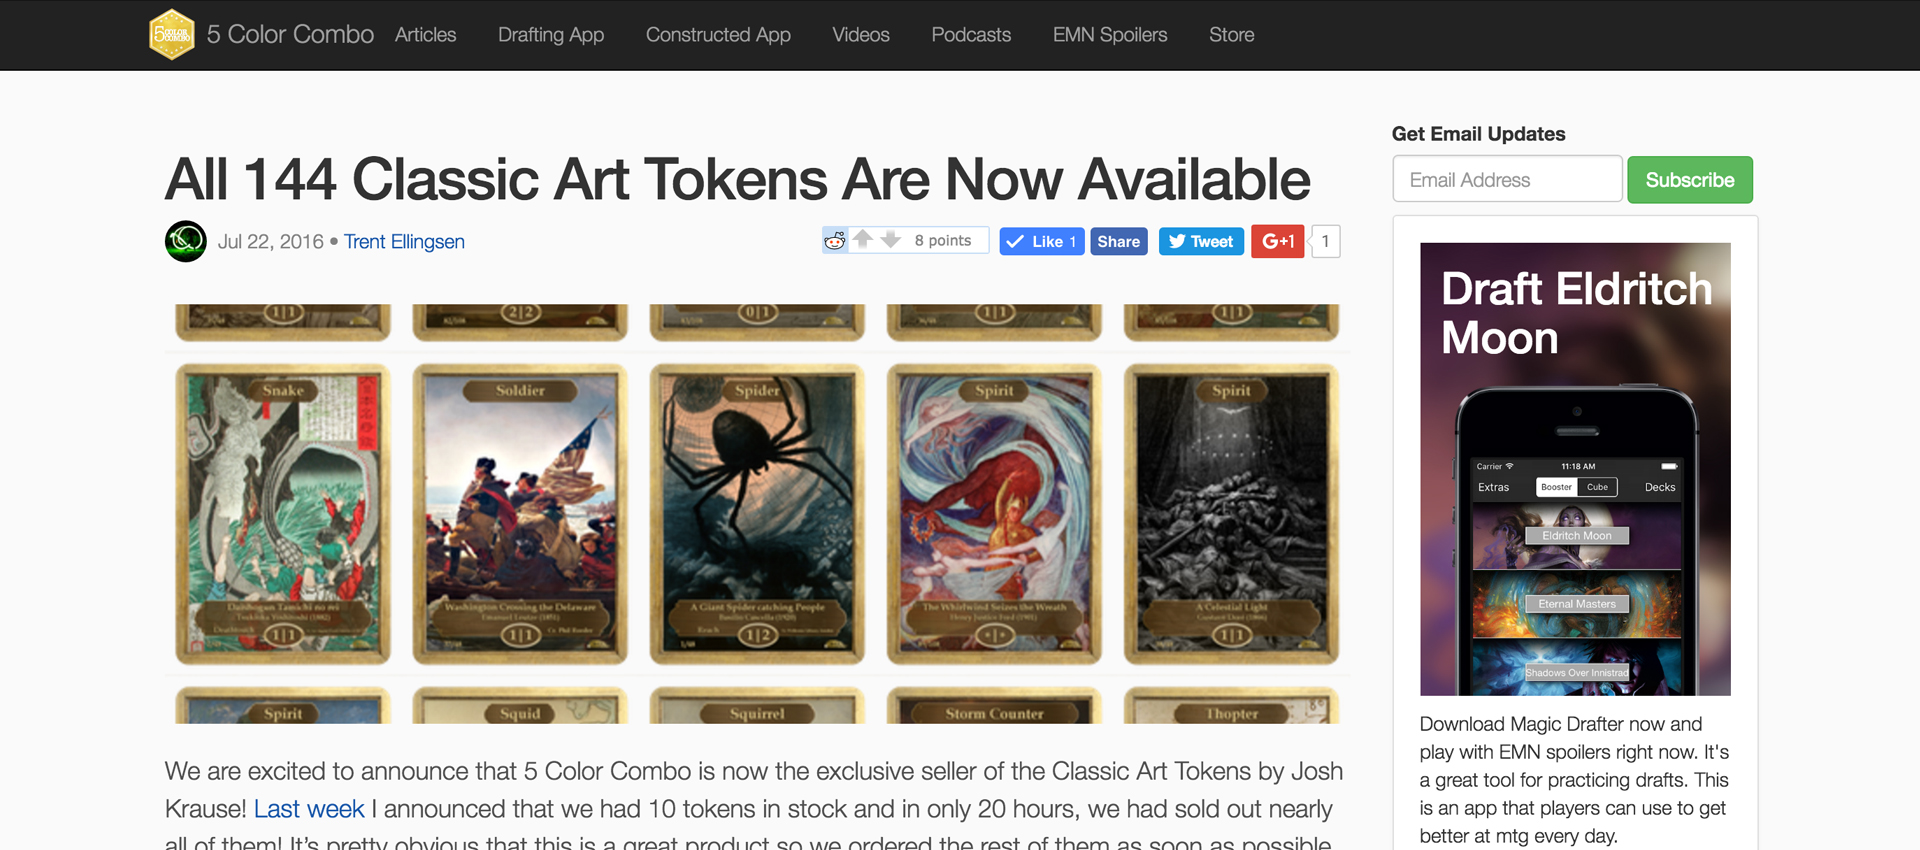 5 Color Combo Articles Drafting App Constructed App Videos Podcasts EMN Spoilers Store
All 144 Classic Art Tokens Are Now Available
Jul 22, 2016 • Trent Ellingsen
8 points
Like 1
Share
Tweet
G+1
1
1|1 2|2 0|1 1|1 1|1
Snake Soldier Spider Spirit Spirit
Washington Crossing the Delaware
A Giant Spider catching People
The Whirlwind Seizes the Wreath
A Celestial Light
Reach
1|1 1|1 1|2 *|* 1|1
Spirit Squid Squirrel Storm Counter Thopter
We are excited to announce that 5 Color Combo is now the exclusive seller of the Classic Art Tokens by Josh
Krause! Last week I announced that we had 10 tokens in stock and in only 20 hours, we had sold out nearly
all of them! It's pretty obvious that this is a great product so we ordered the rest of them as soon as possible.
Get Email Updates
Email Address Subscribe
Draft Eldritch
Moon
Carrier 11:18 AM
Extras Booster Cube Decks
Eldritch Moon
Eternal Masters
Shadows Over Innistrad
Download Magic Drafter now and
play with EMN spoilers right now. It's
a great tool for practicing drafts. This
is an app that players can use to get
better at mtg every day.